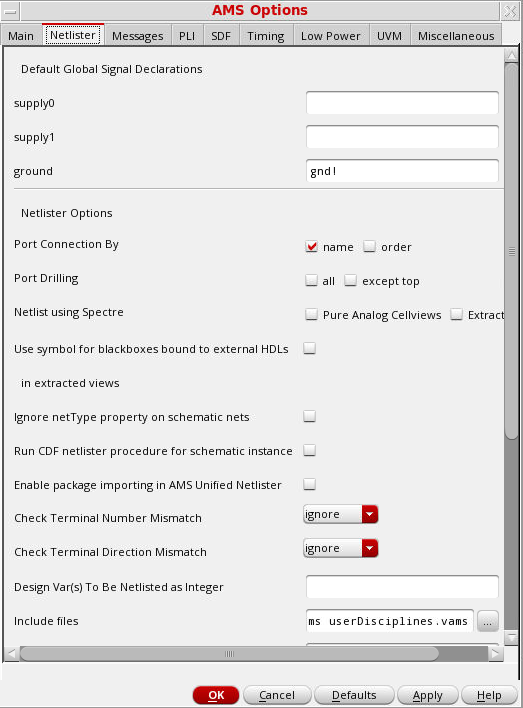 AMS Options
Main Netlister Messages PLI SDF Timing Low Power UVM Miscellaneous
Default Global Signal Declarations
supply0
supply1
ground gnd!
Netlister Options
Port Connection By name order
Port Drilling all except top
Netlist using Spectre Pure Analog Cellviews Extract
Use symbol for blackboxes bound to external HDLs
in extracted views
Ignore netType property on schematic nets
Run CDF netlister procedure for schematic instance
Enable package importing in AMS Unified Netlister
Check Terminal Number Mismatch ignore
Check Terminal Direction Mismatch ignore
Design Var(s) To Be Netlisted as Integer
Include files ms userDisciplines.vams ...
OK Cancel Defaults Apply Help